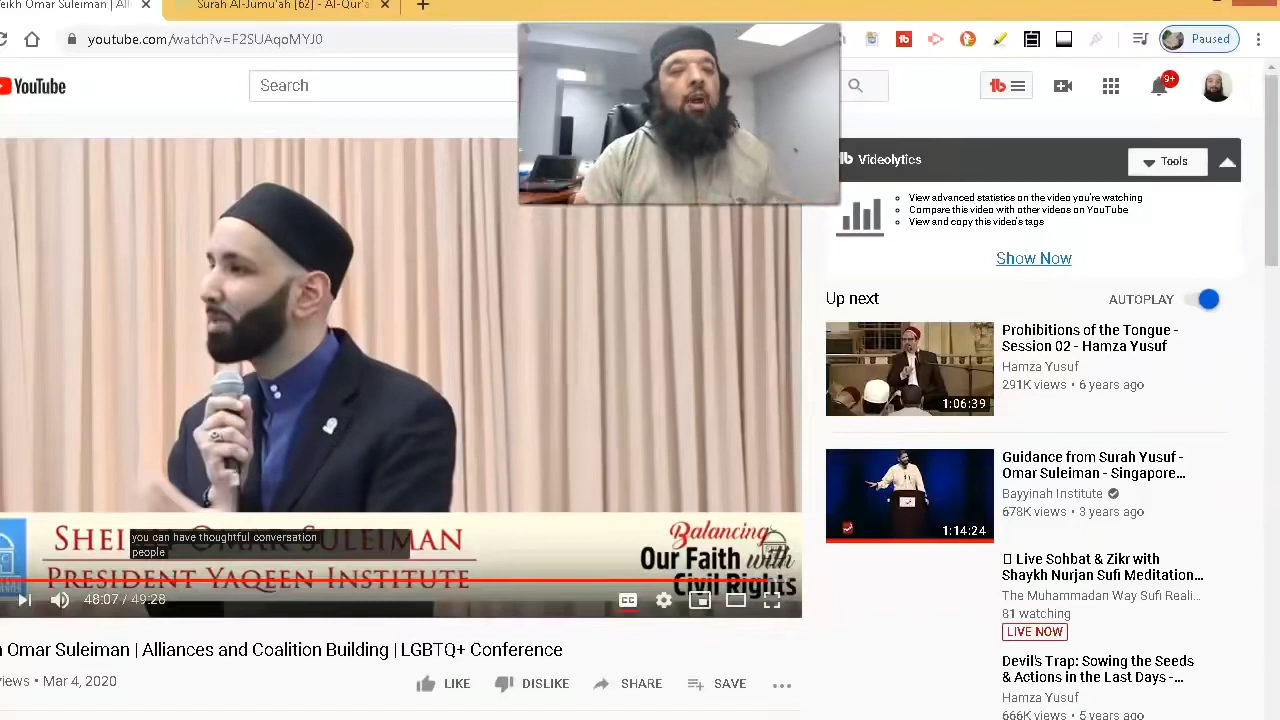 eikh Omar Suleiman | All
Surah Al-Jumu'ah [62] - Al-Qur'a
youtube.com/watch?v=F2SUAqoMYJ0
Paused
YouTube
Search
9+
Videolytics
Tools
View advanced statistics on the video you're watching
Compare this video with other videos on YouTube
View and copy this video's tags
Show Now
Up next
AUTOPLAY
Prohibitions of the Tongue -
Session 02 - Hamza Yusuf
Hamza Yusuf
291K views • 6 years ago
1:06:39
Guidance from Surah Yusuf -
Omar Suleiman - Singapore...
Bayyinah Institute
678K views • 3 years ago
1:14:24
Live Sohbat & Zikr with
Shaykh Nurjan Sufi Meditation...
The Muhammadan Way Sufi Reali...
81 watching
LIVE NOW
Devil's Trap: Sowing the Seeds
& Actions in the Last Days -...
Hamza Yusuf
666K views • 5 years ago
SULEIMAN
PRESIDENT YAQEEN INSTITUTE
you can have thoughtful conversation
people
Balancing
Our Faith with
Civil Rights
48:07 / 49:28
CC
Omar Suleiman | Alliances and Coalition Building | LGBTQ+ Conference
iews • Mar 4, 2020
LIKE
DISLIKE
SHARE
SAVE